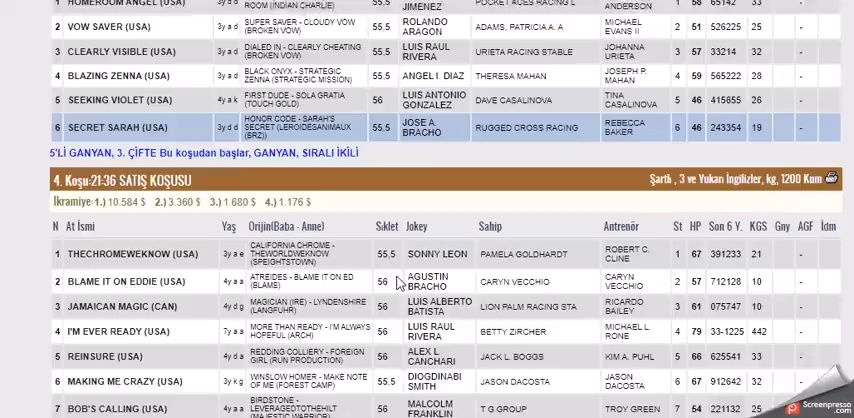 1 HOMEROOM ANGEL (USA) 3y d d ROOM (INDIAN CHARLIE) 55,5 JIMENEZ POCKET ACES RACING L ANDERSON 1 58 65142 33 -
2 VOW SAVER (USA) 3y a d SUPER SAVER - CLOUDY VOW (BROKEN VOW) 55,5 ROLANDO ARAGON ADAMS, PATRICIA A. A MICHAEL EVANS II 2 51 526225 25 -
3 CLEARLY VISIBLE (USA) 3y a d DIALED IN - CLEARLY CHEATING (BROKEN VOW) 55,5 LUIS RAUL RIVERA URIETA RACING STABLE JOHANNA URIETA 3 57 33214 32 -
4 BLAZING ZENNA (USA) 3y a d BLACK ONYX - STRATEGIC ZENNA (STRATEGIC MISSION) 55,5 ANGEL I. DIAZ THERESA MAHAN JOSEPH P. MAHAN 4 59 565222 28 -
5 SEEKING VIOLET (USA) 4y a k FIRST DUDE - SOLA GRATIA (TOUCH GOLD) 56 LUIS ANTONIO GONZALEZ DAVE CASALINOVA TINA CASALINOVA 5 46 415655 26 -
6 SECRET SARAH (USA) 3y d d HONOR CODE - SARAH'S SECRET (LEROIDESANIMAUX (BRZ)) 55,5 JOSE A. BRACHO RUGGED CROSS RACING REBECCA BAKER 6 46 243354 19 -
5'Lİ GANYAN, 3. ÇİFTE Bu koşudan başlar, GANYAN, SIRALI İKİLİ
4. Koşu:21:36 SATIŞ KOŞUSU Şartlı , 3 ve Yukarı İngilizler, kg, 1200 Kum
İkramiye:1.) 10.584 $ 2.) 3.360 $ 3.) 1.680 $ 4.) 1.176 $
N At İsmi Yaş Orijin(Baba - Anne) Sıklet Jokey Sahip Antrenör St HP Son 6 Y. KGS Gny AGF İdm
1 THECHROMEWEKNOW (USA) 3y a e CALIFORNIA CHROME - THEWORLDWEKNOW (SPEIGHTSTOWN) 55,5 SONNY LEON PAMELA GOLDHARDT ROBERT C. CLINE 1 67 391233 21 -
2 BLAME IT ON EDDIE (USA) 4y a a ATREIDES - BLAME IT ON ED (BLAME) 56 AGUSTIN BRACHO CARYN VECCHIO CARYN VECCHIO 2 57 712128 10 -
3 JAMAICAN MAGIC (CAN) 4y d g MAGICIAN (IRE) - LYNDENSHIRE (LANGFUHR) 56 LUIS ALBERTO BATISTA LION PALM RACING STA RICARDO BAILEY 3 61 075747 10 -
4 I'M EVER READY (USA) 7y a a MORE THAN READY - I'M ALWAYS HOPEFUL (ARCH) 56 LUIS RAUL RIVERA BETTY ZIRCHER MICHAEL L. RONE 4 79 33-1225 442 -
5 REINSURE (USA) 4y d a REDDING COLLIERY - FOREIGN GIRL (RUN PRODUCTION) 56 ALEX L. CANCHARI JACK L. BOGGS KIM A. PUHL 5 66 625541 33 -
6 MAKING ME CRAZY (USA) 3y k g WINSLOW HOMER - MAKE NOTE OF ME (FOREST CAMP) 55,5 DIOGDINABI SMITH JASON DACOSTA JASON DACOSTA 6 67 912642 32 -
7 BOB'S CALLING (USA) 4y a a BIRDSTONE - LEVERAGEDTOTHEHILT (MAJESTIC WARRIOR) 56 MALCOLM FRANKLIN T G GROUP TROY GREEN 7 54 221132 25
Screenpresso